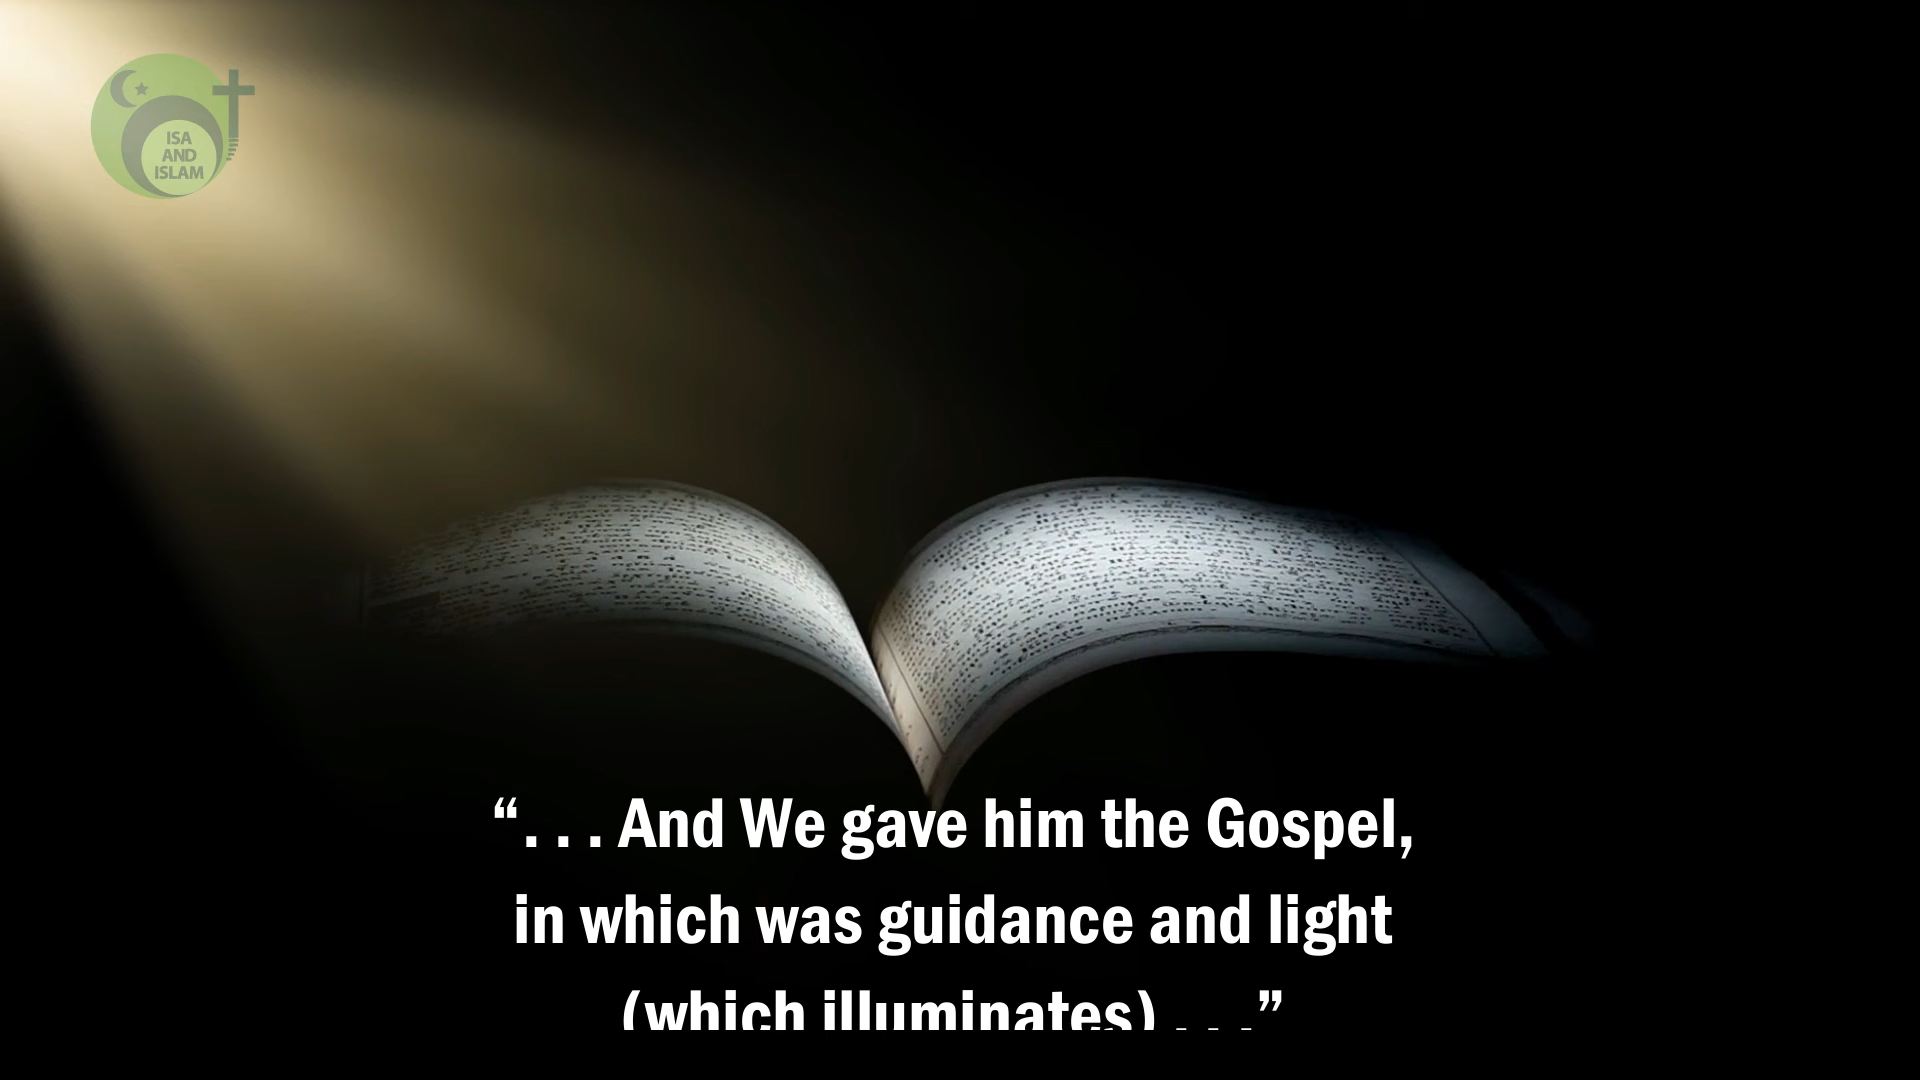 ISA
AND
ISLAM
“. . . And We gave him the Gospel,
in which was guidance and light
(which illuminates) . . .”